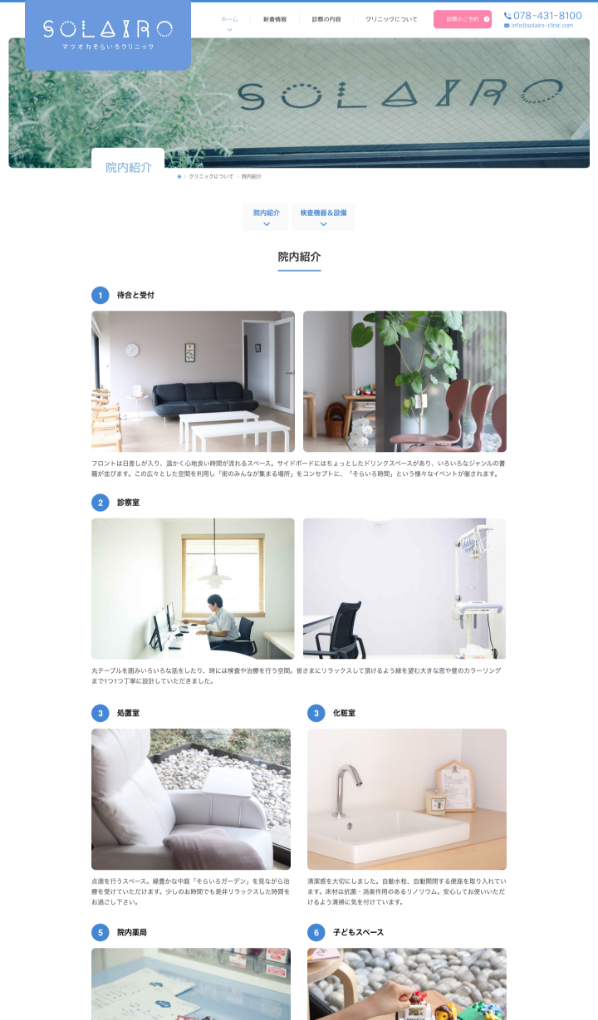 SOLAIRO
マツオカそらいろクリニック
ホーム
新着情報
診察の内容
クリニックについて
診察のご予約
078-431-8100
info@solairo-clinic.com
SOLAIRO
院内紹介
クリニックについて
院内紹介
院内紹介
検査機器&設備
院内紹介
1 待合と受付
フロントは日差しが入り、温かく心地良い時間が流れるスペース。サイドボードにはちょっとしたドリンクスペースがあり、いろいろなジャンルの書
籍が並びます。この広々とした空間を利用し「街のみんなが集まる場所」をコンセプトに、「そらいろ時間」という様々なイベントが催されます。
2 診察室
丸テーブルを囲みいろいろな話をしたり、時には検査や治療を行う空間。皆さまにリラックスして頂けるよう緑を望む大きな窓や壁のカラーリング
まで1つ1つ丁寧に設計していただきました。
3 処置室
点滴を行うスペース。緑豊かな中庭「そらいろガーデン」を見ながら治
療を受けていただけます。少しのお時間でも是非リラックスした時間を
お過ごし下さい。
3 化粧室
清潔感を大切にしました。自動水栓、自動開閉する便座を取り入れてい
ます。床材は抗菌・消臭作用のあるリノリウム。安心してお使いいただ
けるよう清掃に気を付けています。
5 院内薬局
6 子どもスペース